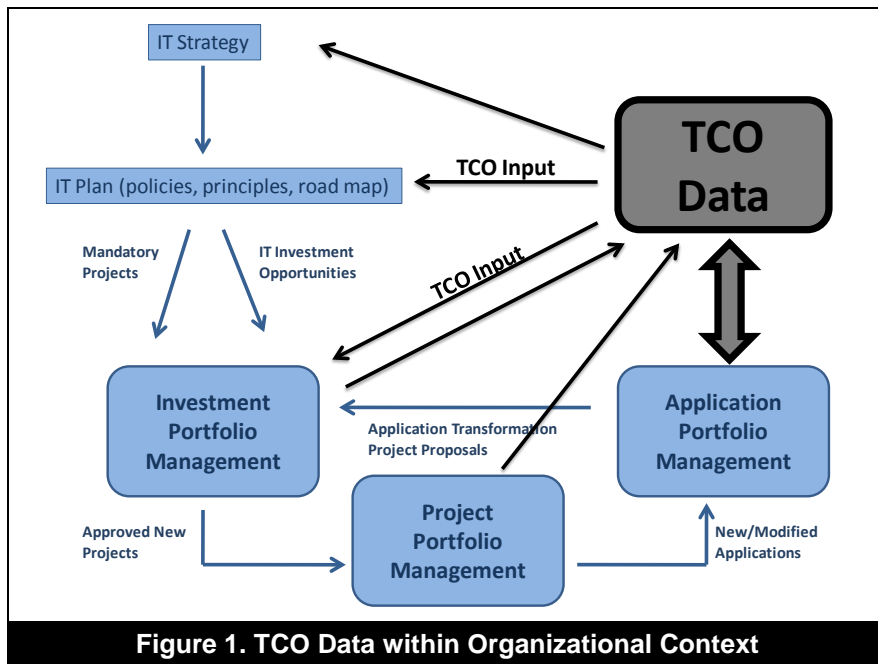 IT Strategy
TCO
Data
TCO Input
IT Plan (policies, principles, road map)
Mandatory
Projects
IT Investment
Opportunities
TCO Input
Investment
Portfolio
Management
Application Transformation
Project Proposals
Application
Portfolio
Management
Approved New
Projects
Project
Portfolio
Management
New/Modified
Applications
Figure 1. TCO Data within Organizational Context